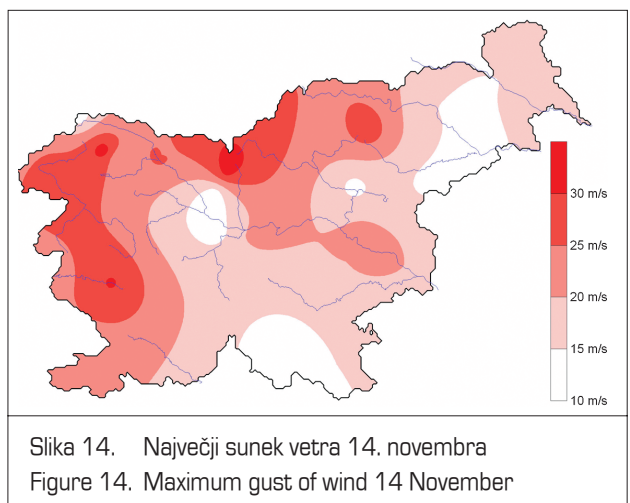 30 m/s
25 m/s
20 m/s
15 m/s
10 m/s
Slika 14. Največji sunek vetra 14. novembra
Figure 14. Maximum gust of wind 14 November